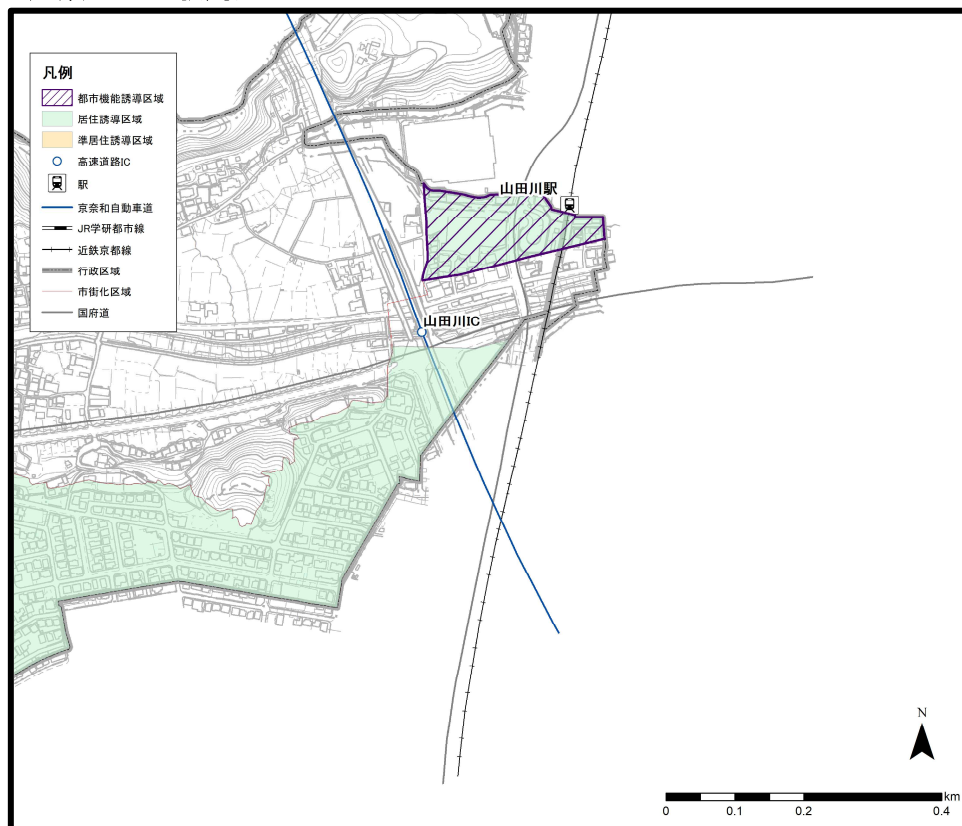 凡例
都市機能誘導区域
居住誘導区域
準居住誘導区域
高速道路IC
駅
京奈和自動車道
JR学研都市線
近鉄京都線
行政区域
市街化区域
国府道
山田川駅
山田川IC
N
km
0 0.1 0.2 0.4